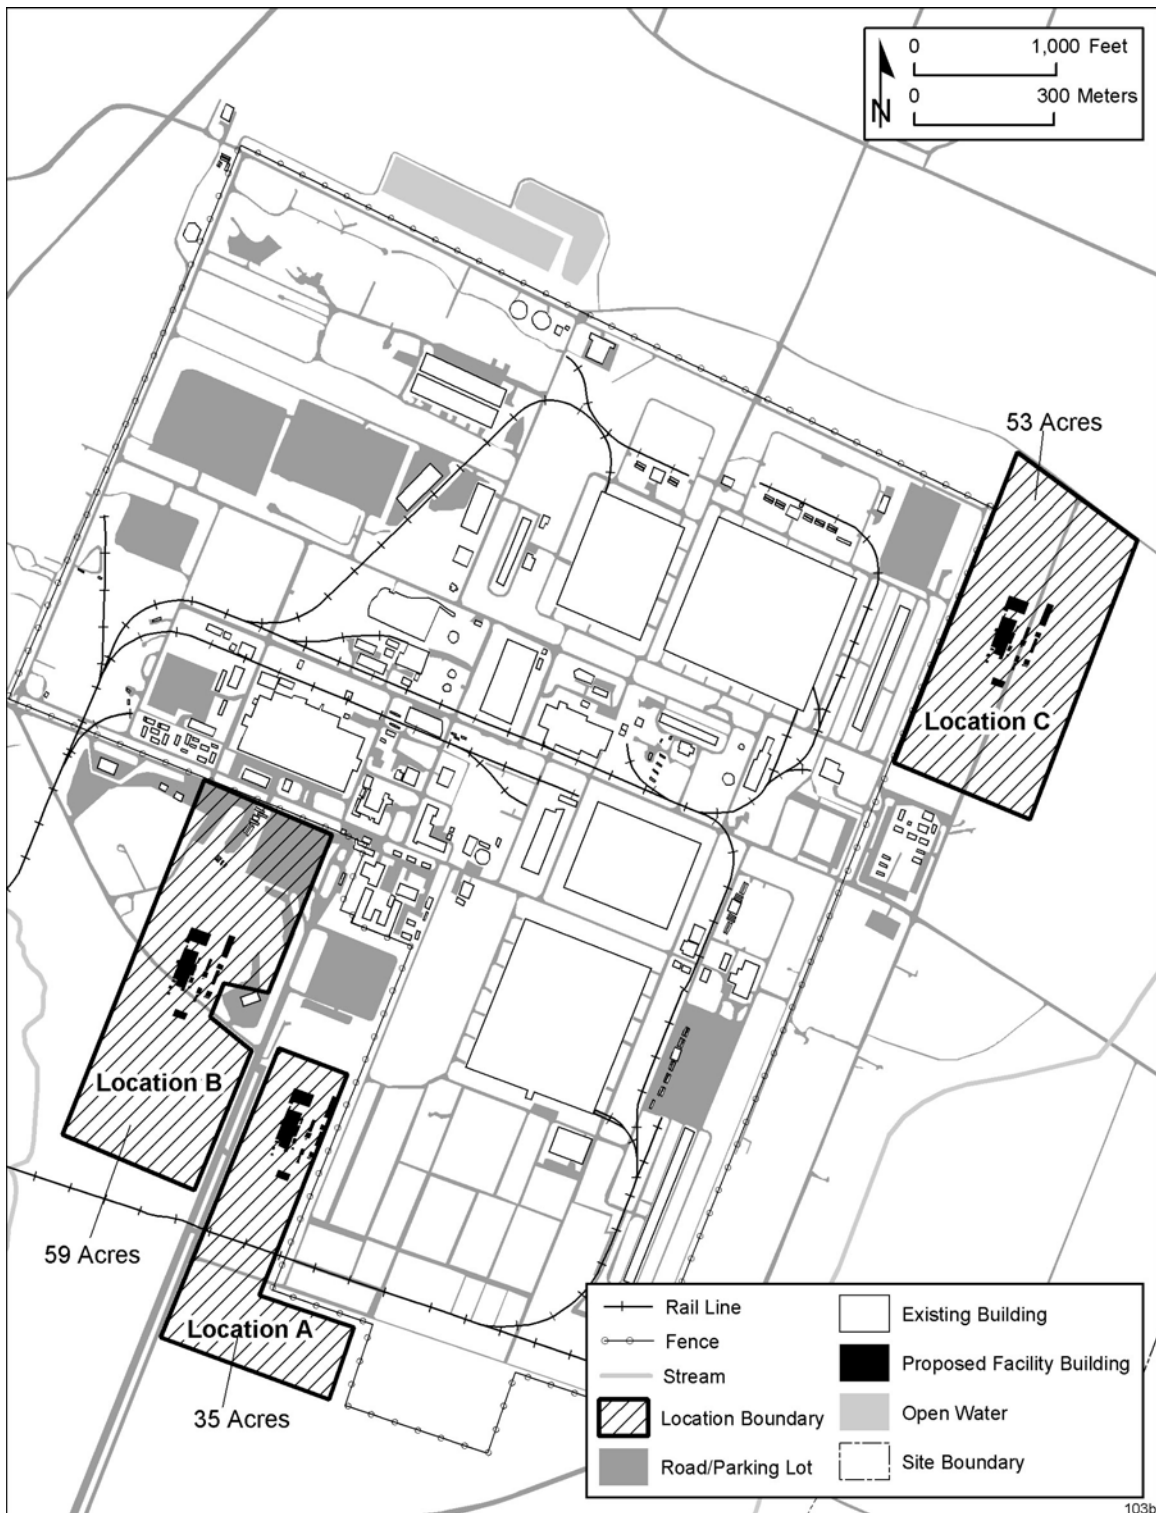 0 1,000 Feet
0 300 Meters
N
53 Acres
Location C
Location B
59 Acres
Location A
35 Acres
Rail Line
Fence
Stream
Location Boundary
Road/Parking Lot
Existing Building
Proposed Facility Building
Open Water
Site Boundary
103b